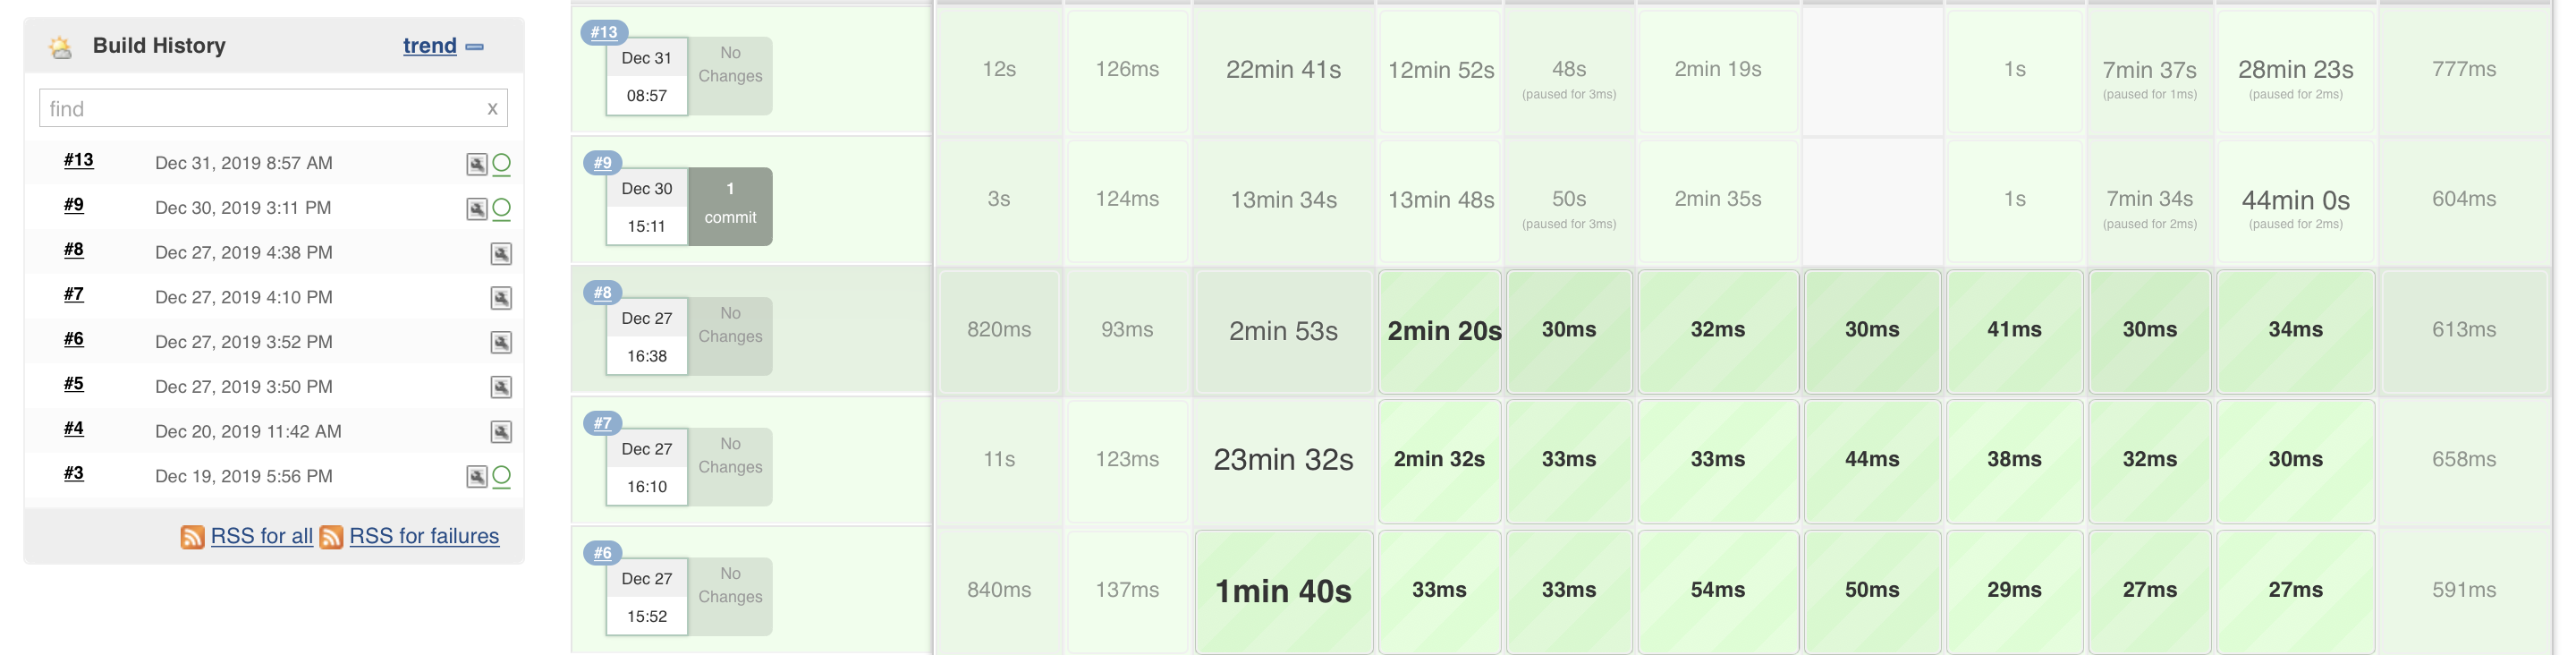 Build History
trend
find
x
#13 Dec 31, 2019 8:57 AM
#9 Dec 30, 2019 3:11 PM
#8 Dec 27, 2019 4:38 PM
#7 Dec 27, 2019 4:10 PM
#6 Dec 27, 2019 3:52 PM
#5 Dec 27, 2019 3:50 PM
#4 Dec 20, 2019 11:42 AM
#3 Dec 19, 2019 5:56 PM
RSS for all RSS for failures
#13
Dec 31
08:57
No
Changes
12s 126ms 22min 41s 12min 52s 48s 2min 19s 1s 7min 37s 28min 23s 777ms
(paused for 3ms) (paused for 1ms) (paused for 2ms)
#9
Dec 30
15:11
1
commit
3s 124ms 13min 34s 13min 48s 50s 2min 35s 1s 7min 34s 44min 0s 604ms
(paused for 3ms) (paused for 2ms) (paused for 2ms)
#8
Dec 27
16:38
No
Changes
820ms 93ms 2min 53s 2min 20s 30ms 32ms 30ms 41ms 30ms 34ms 613ms
#7
Dec 27
16:10
No
Changes
11s 123ms 23min 32s 2min 32s 33ms 33ms 44ms 38ms 32ms 30ms 658ms
#6
Dec 27
15:52
No
Changes
840ms 137ms 1min 40s 33ms 33ms 54ms 50ms 29ms 27ms 27ms 591ms